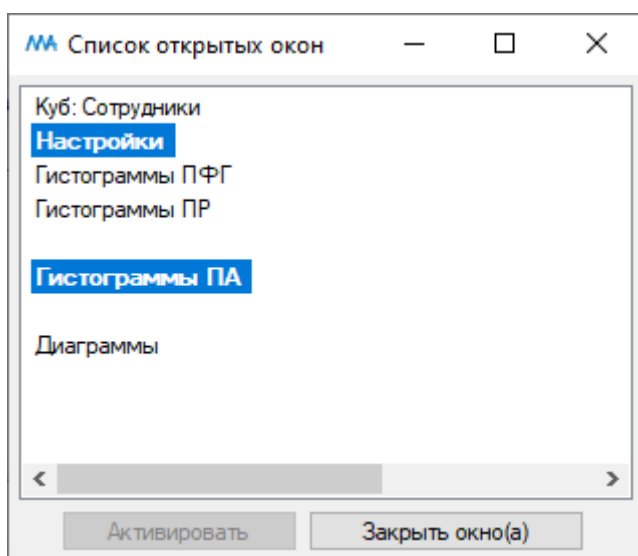 Список открытых окон
Куб: Сотрудники
Настройки
Гистограммы ПФГ
Гистограммы ПР
Гистограммы ПА
Диаграммы
Активировать
Закрыть окно(а)